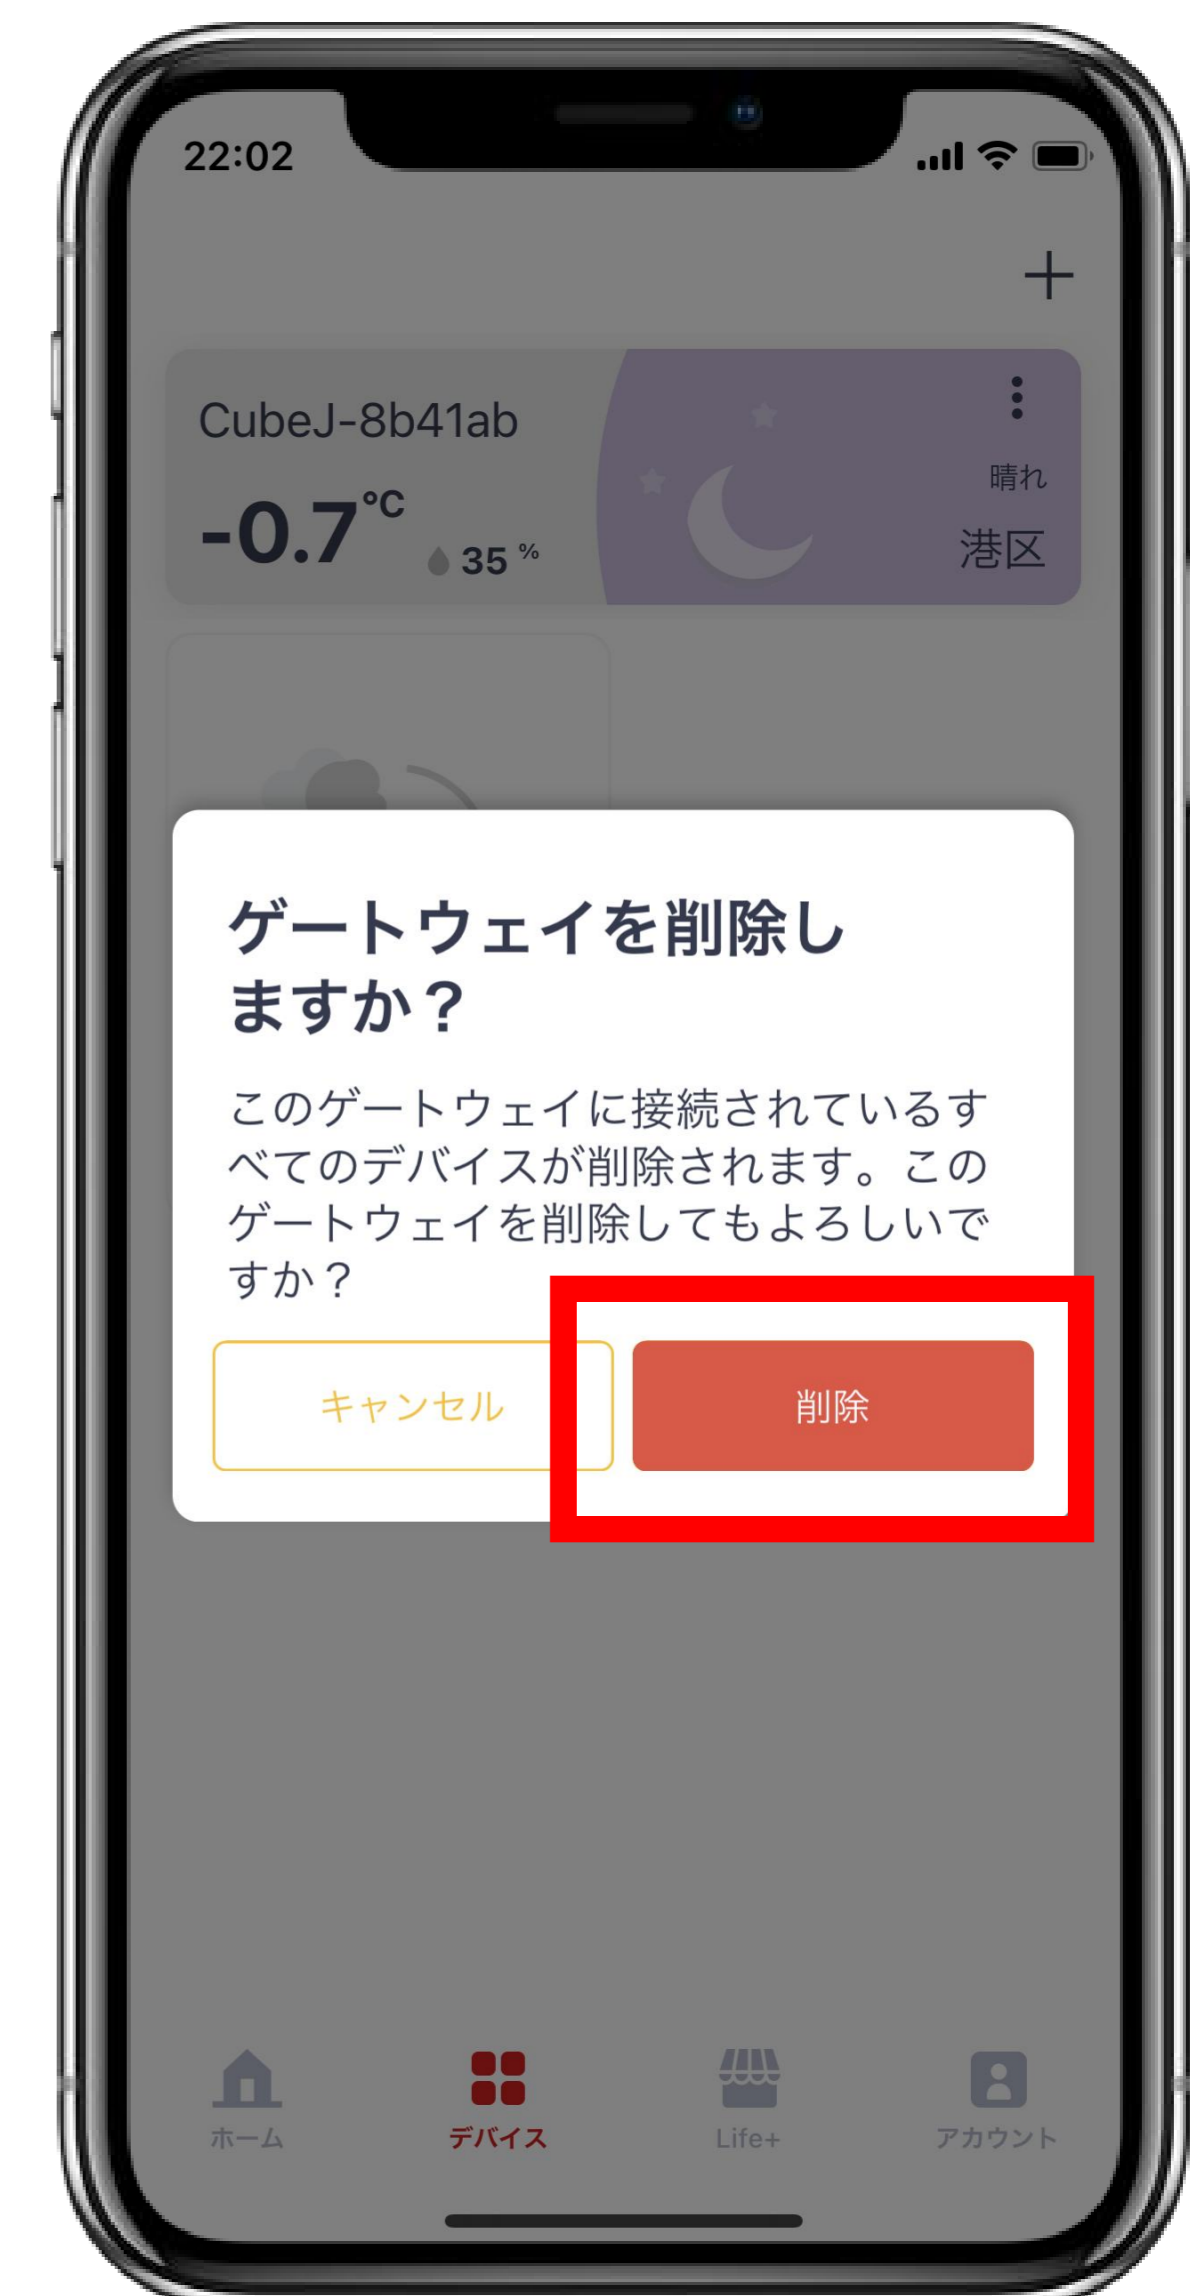 22:02
CubeJ-8b41ab
晴れ
-0.7℃
35 %
港区
ゲートウェイを削除し
ますか？
このゲートウェイに接続されているす
べてのデバイスが削除されます。この
ゲートウェイを削除してもよろしいで
すか？
キャンセル
削除
ホーム
デバイス
Life+
アカウント